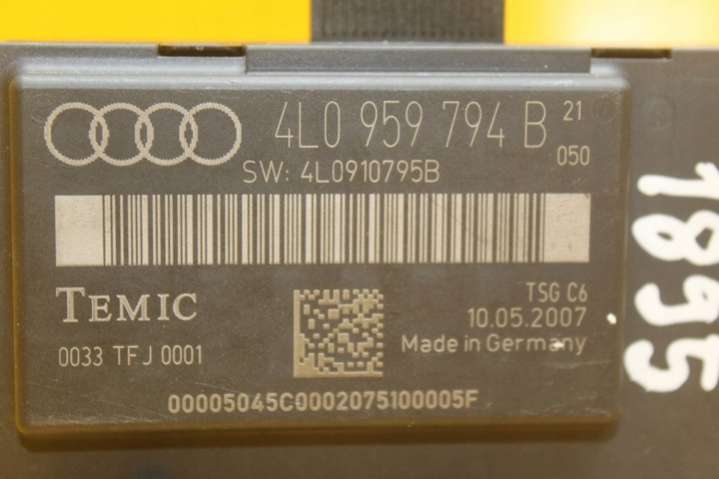 4L0 959 794 B 21
050
SW: 4L0910795B
TEMIC
TSG C6
10.05.2007
0033 TFJ 0001
Made in Germany
00005045C0002075100005F
1895